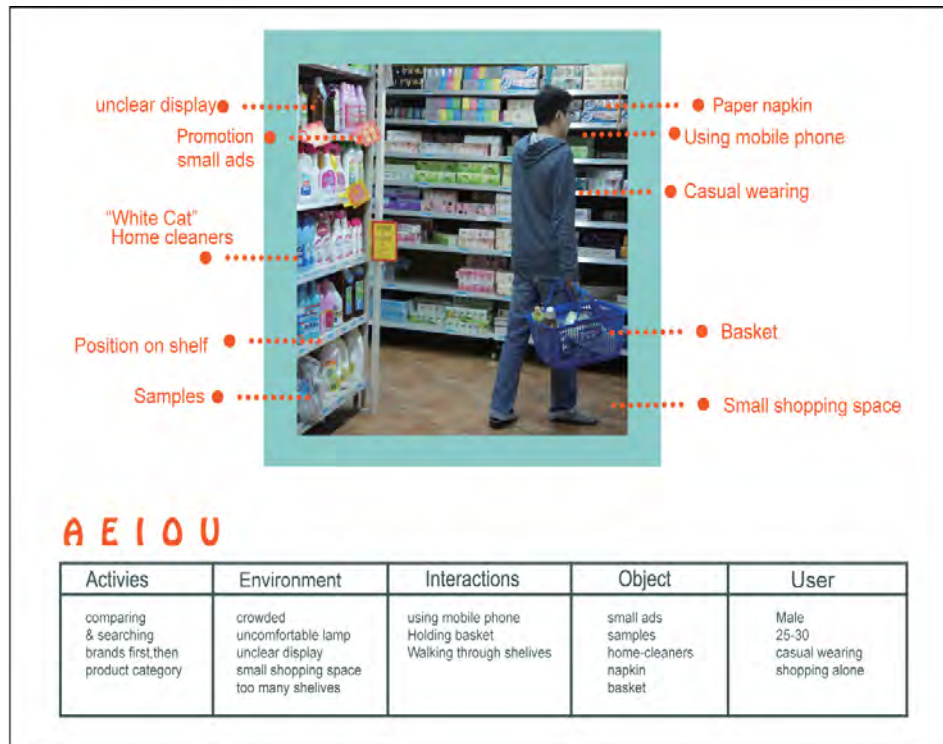 unclear display
Promotion
small ads
"White Cat"
Home cleaners
Position on shelf
Samples
Paper napkin
Using mobile phone
Casual wearing
Basket
Small shopping space
A E I O U
Activies
comparing
& searching
brands first,then
product category
Environment
crowded
uncomfortable lamp
unclear display
small shopping space
too many shelives
Interactions
using mobile phone
Holding basket
Walking through shelives
Object
small ads
samples
home-cleaners
napkin
basket
User
Male
25-30
casual wearing
shopping alone